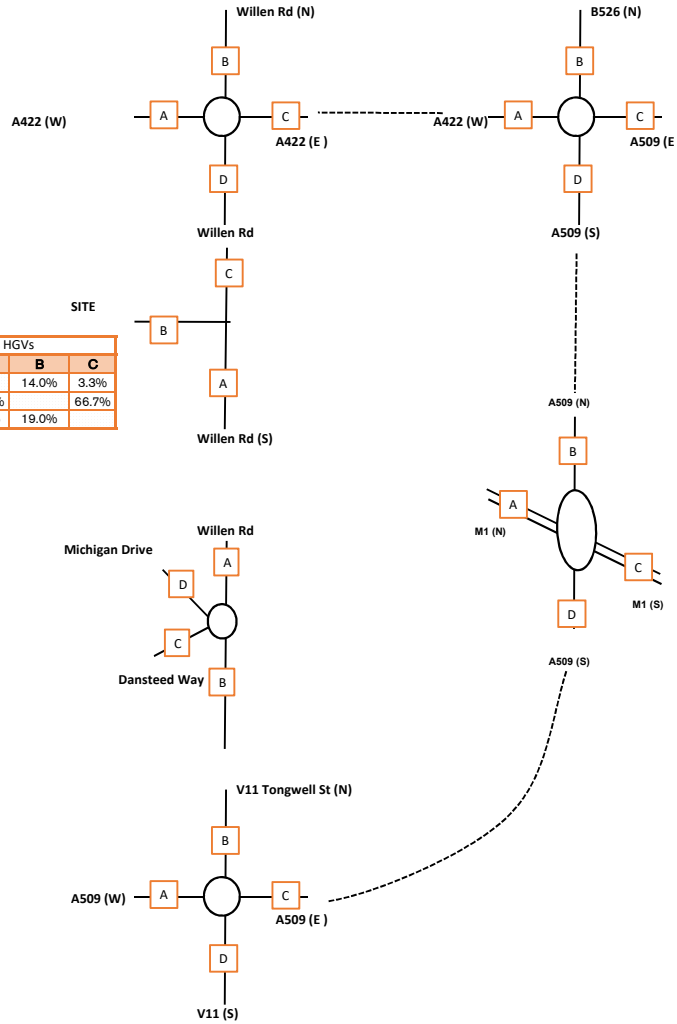 Willen Rd (N)
B526 (N)
B
B
A422 (W)
A
C
A422 (W)
A
C
A422 (E )
A509 (E
D
D
Willen Rd
A509 (S)
C
SITE
B
HGVs
B C
14.0% 3.3%
% 66.7%
19.0%
A
Willen Rd (S)
A509 (N)
B
A
M1 (N)
C
M1 (S)
D
A509 (S)
Willen Rd
Michigan Drive
A
D
C
Dansteed Way
B
V11 Tongwell St (N)
B
A509 (W)
A
C
A509 (E )
D
V11 (S)